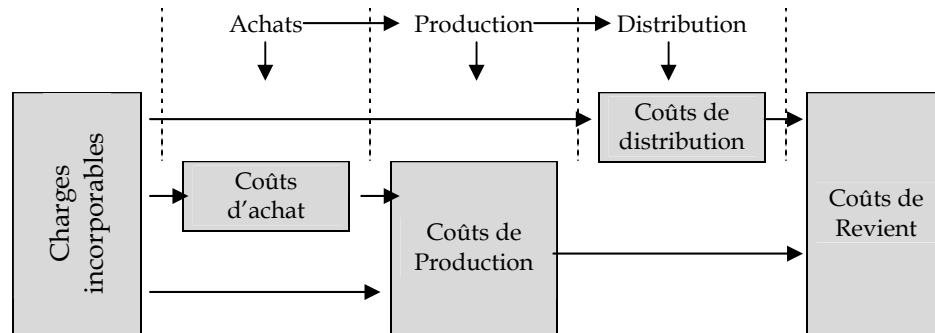 Achats
Production
Distribution
Charges
incorporables
Coûts de
distribution
Coûts
d’achat
Coûts de
Production
Coûts de
Revient